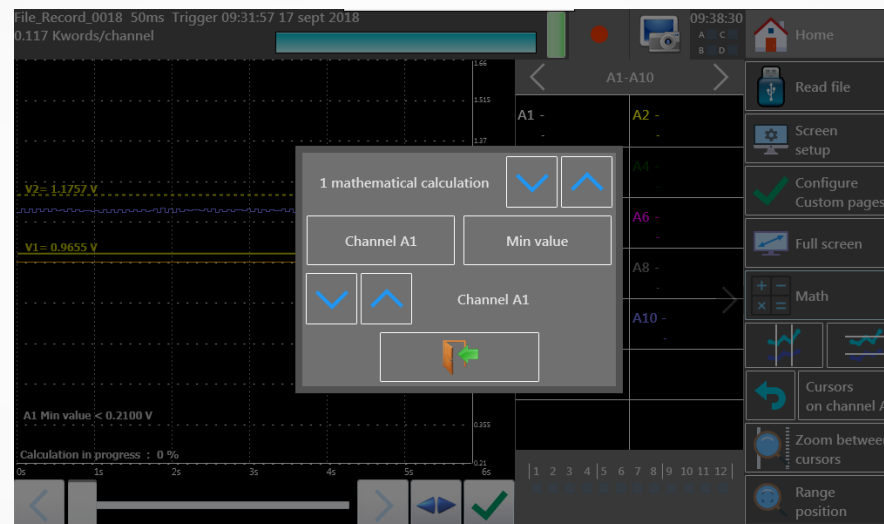 File_Record_0018 50ms Trigger 09:31:57 17 sept 2018
0.117 Kwords/channel
09:38:30
A C
B D
Home
1.66
A1-A10
Read file
1.515
A1 -
-
A2 -
-
Screen
setup
1.37
1 mathematical calculation
A4 -
-
Configure
Custom pages
V2= 1.1757 V
Channel A1
Min value
A6 -
-
V1= 0.9655 V
Full screen
A8 -
-
Channel A1
Math
A10 -
-
Cursors
on channel A
A1 Min value < 0.2100 V
0.355
Zoom between
cursors
Calculation in progress : 0 %
0.21
0s 1s 2s 3s 4s 5s 6s
1 2 3 4 5 6 7 8 9 10 11 12
Range
position